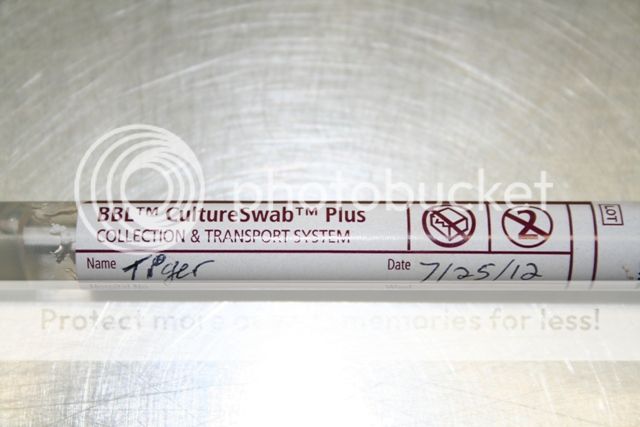 BBL™ CultureSwab™ Plus
COLLECTION & TRANSPORT SYSTEM
2
LOT
Name Tiger Date 7/25/12
photobucket
Protect more of your memories for less!